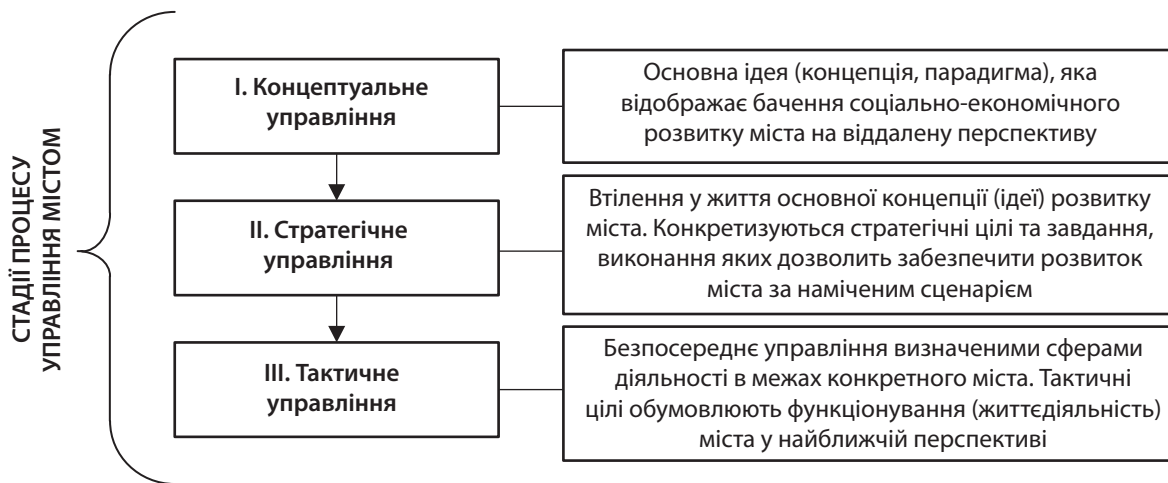 СТАДІЇ ПРОЦЕСУ
УПРАВЛІННЯ МІСТОМ
І. Концептуальне
управління
Основна ідея (концепція, парадигма), яка
відображає бачення соціально-економічного
розвитку міста на віддалену перспективу
ІІ. Стратегічне
управління
Втілення у життя основної концепції (ідеї) розвитку
міста. Конкретизуються стратегічні цілі та завдання,
виконання яких дозволить забезпечити розвиток
міста за наміченим сценарієм
ІІІ. Тактичне
управління
Безпосереднє управління визначеними сферами
діяльності в межах конкретного міста. Тактичні
цілі обумовлюють функціонування (життєдіяльність)
міста у найближчій перспективі